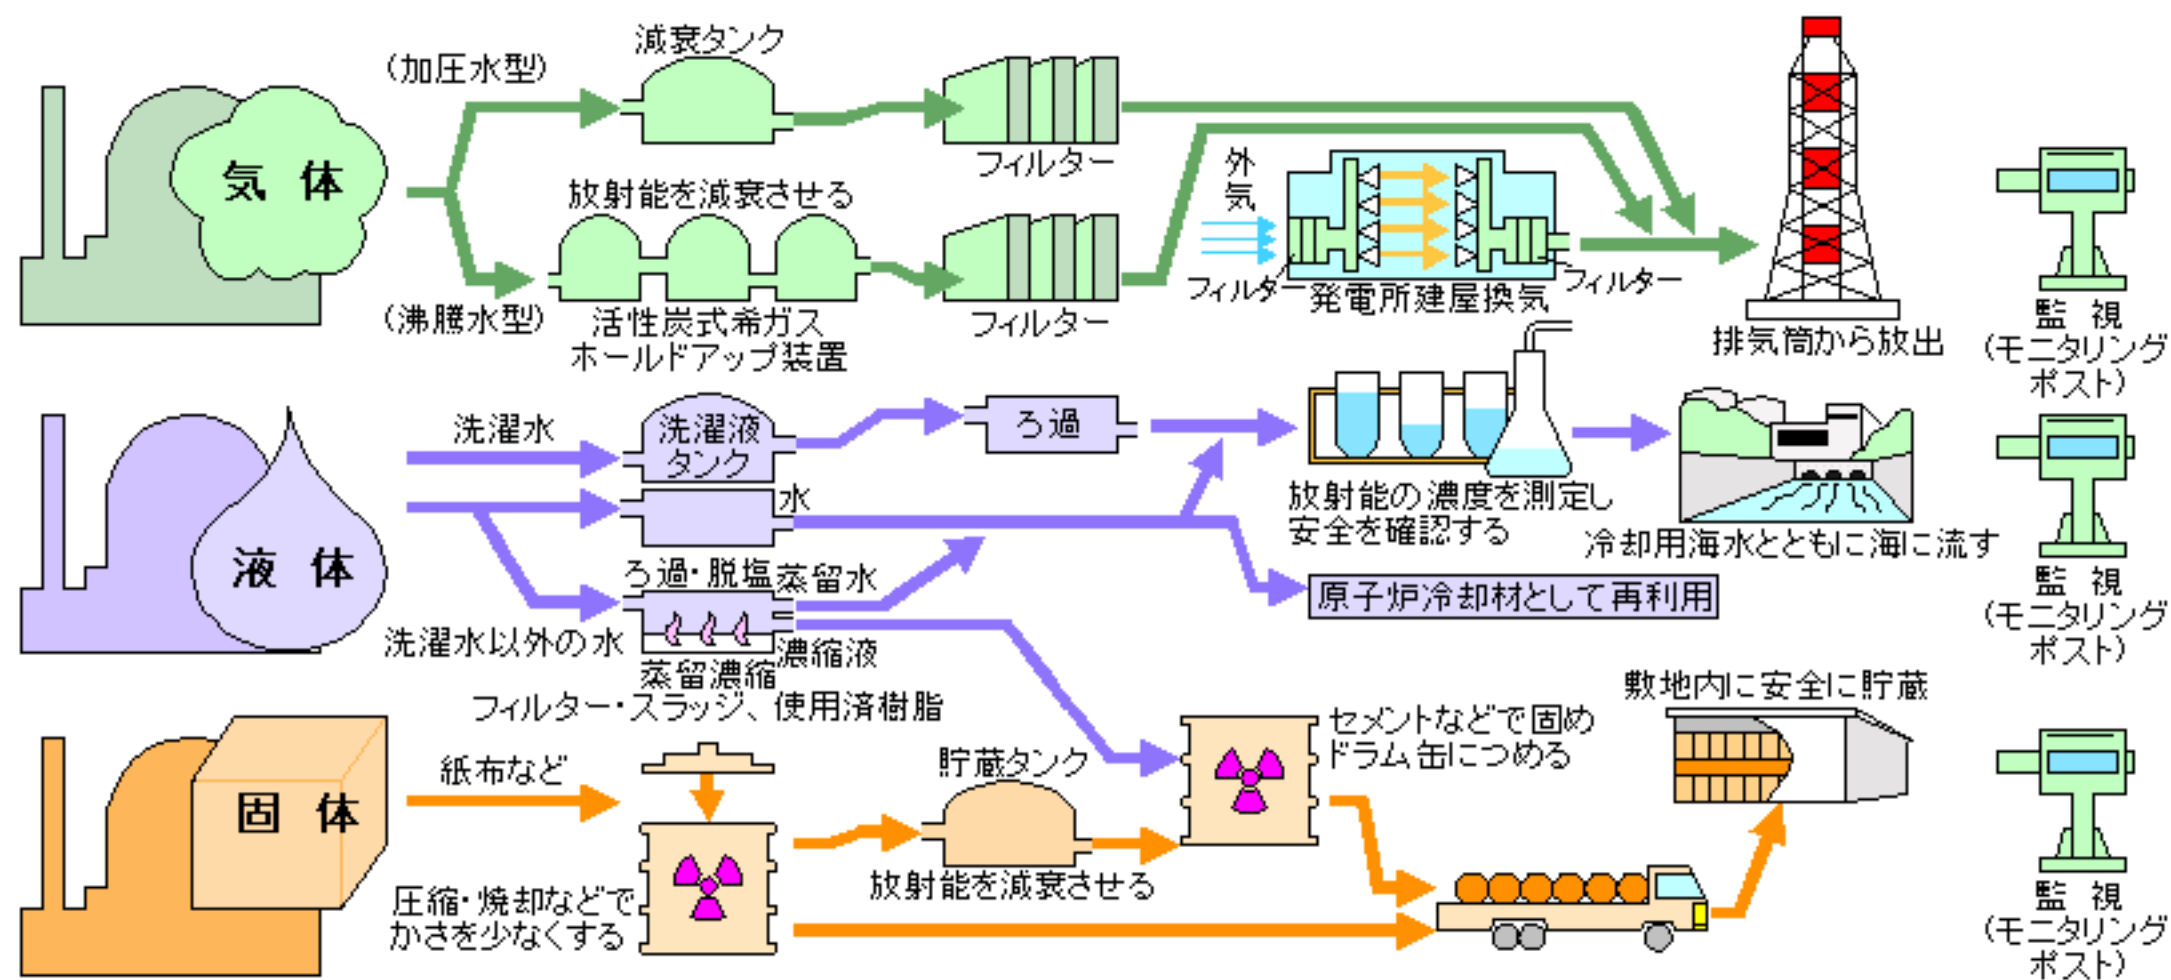 減衰タンク
(加圧水型)
気 体
フィルター
外
気
放射能を減衰させる
(沸騰水型)
活性炭式希ガス
ホールドアップ装置
フィルター
フィルター
発電所建屋換気
フィルター
排気筒から放出
監 視
(モニタリング
ポスト)
液 体
洗濯水
洗濯液
タンク
ろ過
水
放射能の濃度を測定し
安全を確認する
冷却用海水とともに海に流す
ろ過・脱塩
蒸留水
原子炉冷却材として再利用
洗濯水以外の水
濃縮液
蒸留濃縮
監 視
(モニタリング
ポスト)
フィルター・スラッジ、使用済樹脂
固 体
紙布など
貯蔵タンク
セメントなどで固め
ドラム缶につめる
敷地内に安全に貯蔵
放射能を減衰させる
圧縮・焼却などで
かさを少なくする
監 視
(モニタリング
ポスト)